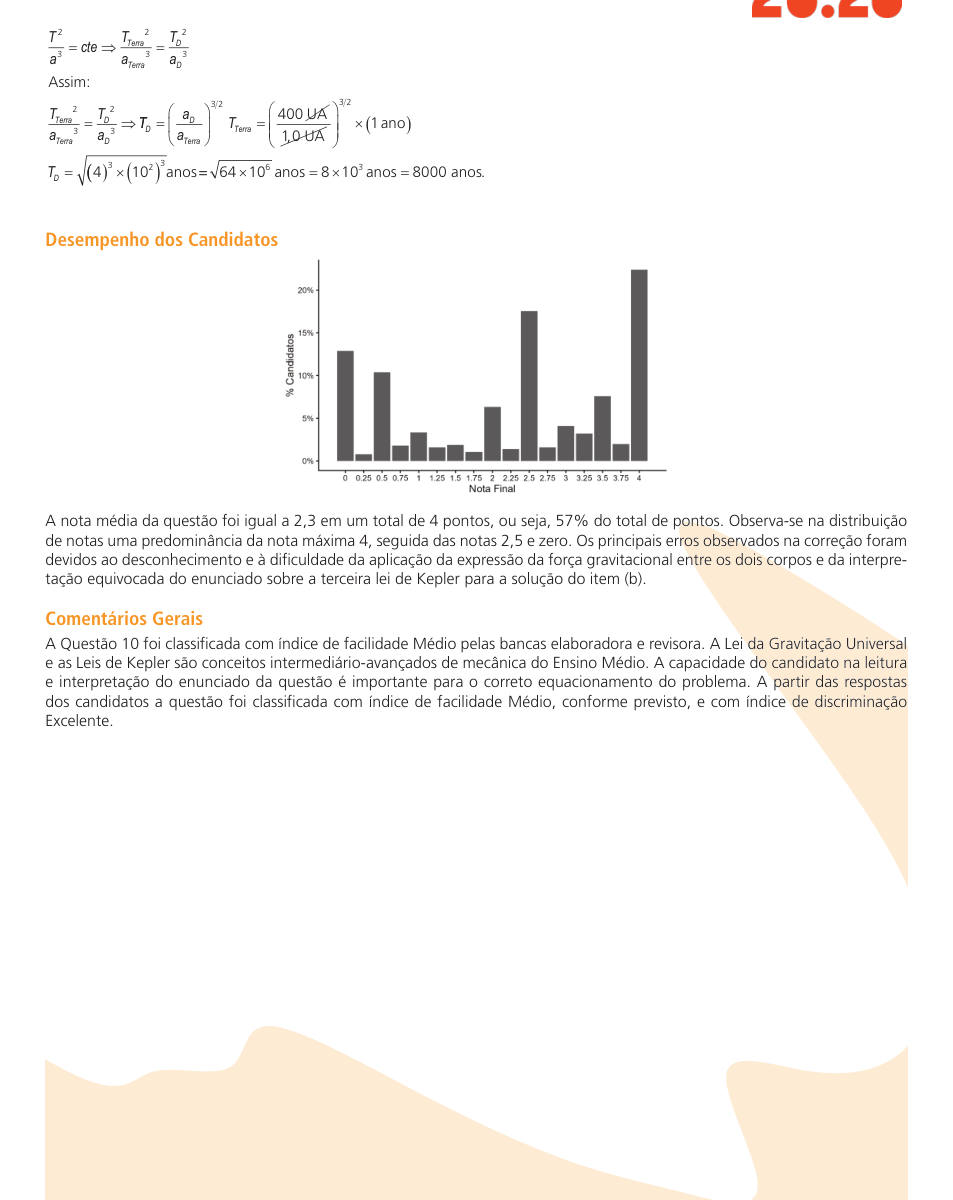 T² / a³ = cte ⇒ T_Terra² / a_Terra³ = T_D² / a_D³
Assim:
T_Terra² / a_Terra³ = T_D² / a_D³ ⇒ T_D = (a_D / a_Terra)^3/2 T_Terra = (400 UA / 1,0 UA)^3/2 × (1 ano)
T_D = √((4)³ × (10²)³) anos = √(64 × 10⁶) anos = 8 × 10³ anos = 8000 anos.
Desempenho dos Candidatos
20%
15%
10%
5%
0%
% Candidatos
0 0.25 0.5 0.75 1 1.25 1.5 1.75 2 2.25 2.5 2.75 3 3.25 3.5 3.75 4
Nota Final
A nota média da questão foi igual a 2,3 em um total de 4 pontos, ou seja, 57% do total de pontos. Observa-se na distribuição
de notas uma predominância da nota máxima 4, seguida das notas 2,5 e zero. Os principais erros observados na correção foram
devidos ao desconhecimento e à dificuldade da aplicação da expressão da força gravitacional entre os dois corpos e da interpre-
tação equivocada do enunciado sobre a terceira lei de Kepler para a solução do item (b).
Comentários Gerais
A Questão 10 foi classificada com índice de facilidade Médio pelas bancas elaboradora e revisora. A Lei da Gravitação Universal
e as Leis de Kepler são conceitos intermediário-avançados de mecânica do Ensino Médio. A capacidade do candidato na leitura
e interpretação do enunciado da questão é importante para o correto equacionamento do problema. A partir das respostas
dos candidatos a questão foi classificada com índice de facilidade Médio, conforme previsto, e com índice de discriminação
Excelente.